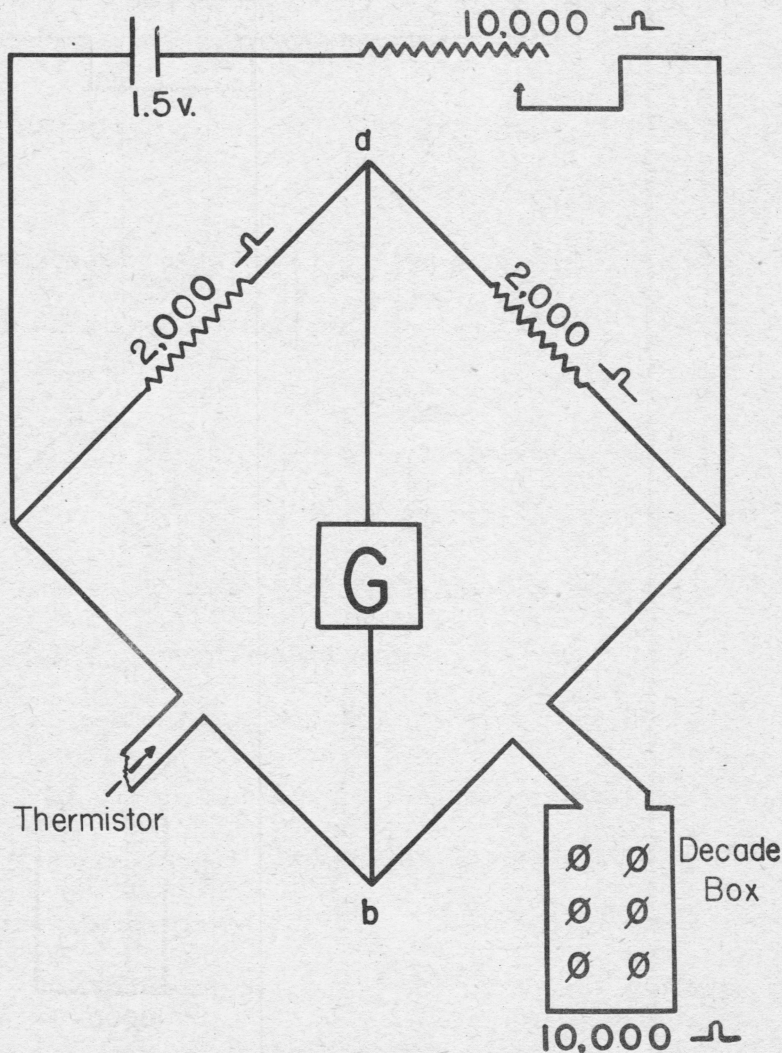 10,000 Ω
1.5 v.
a
2,000 Ω
2,000 Ω
G
Thermistor
Decade
Box
b
10,000 Ω